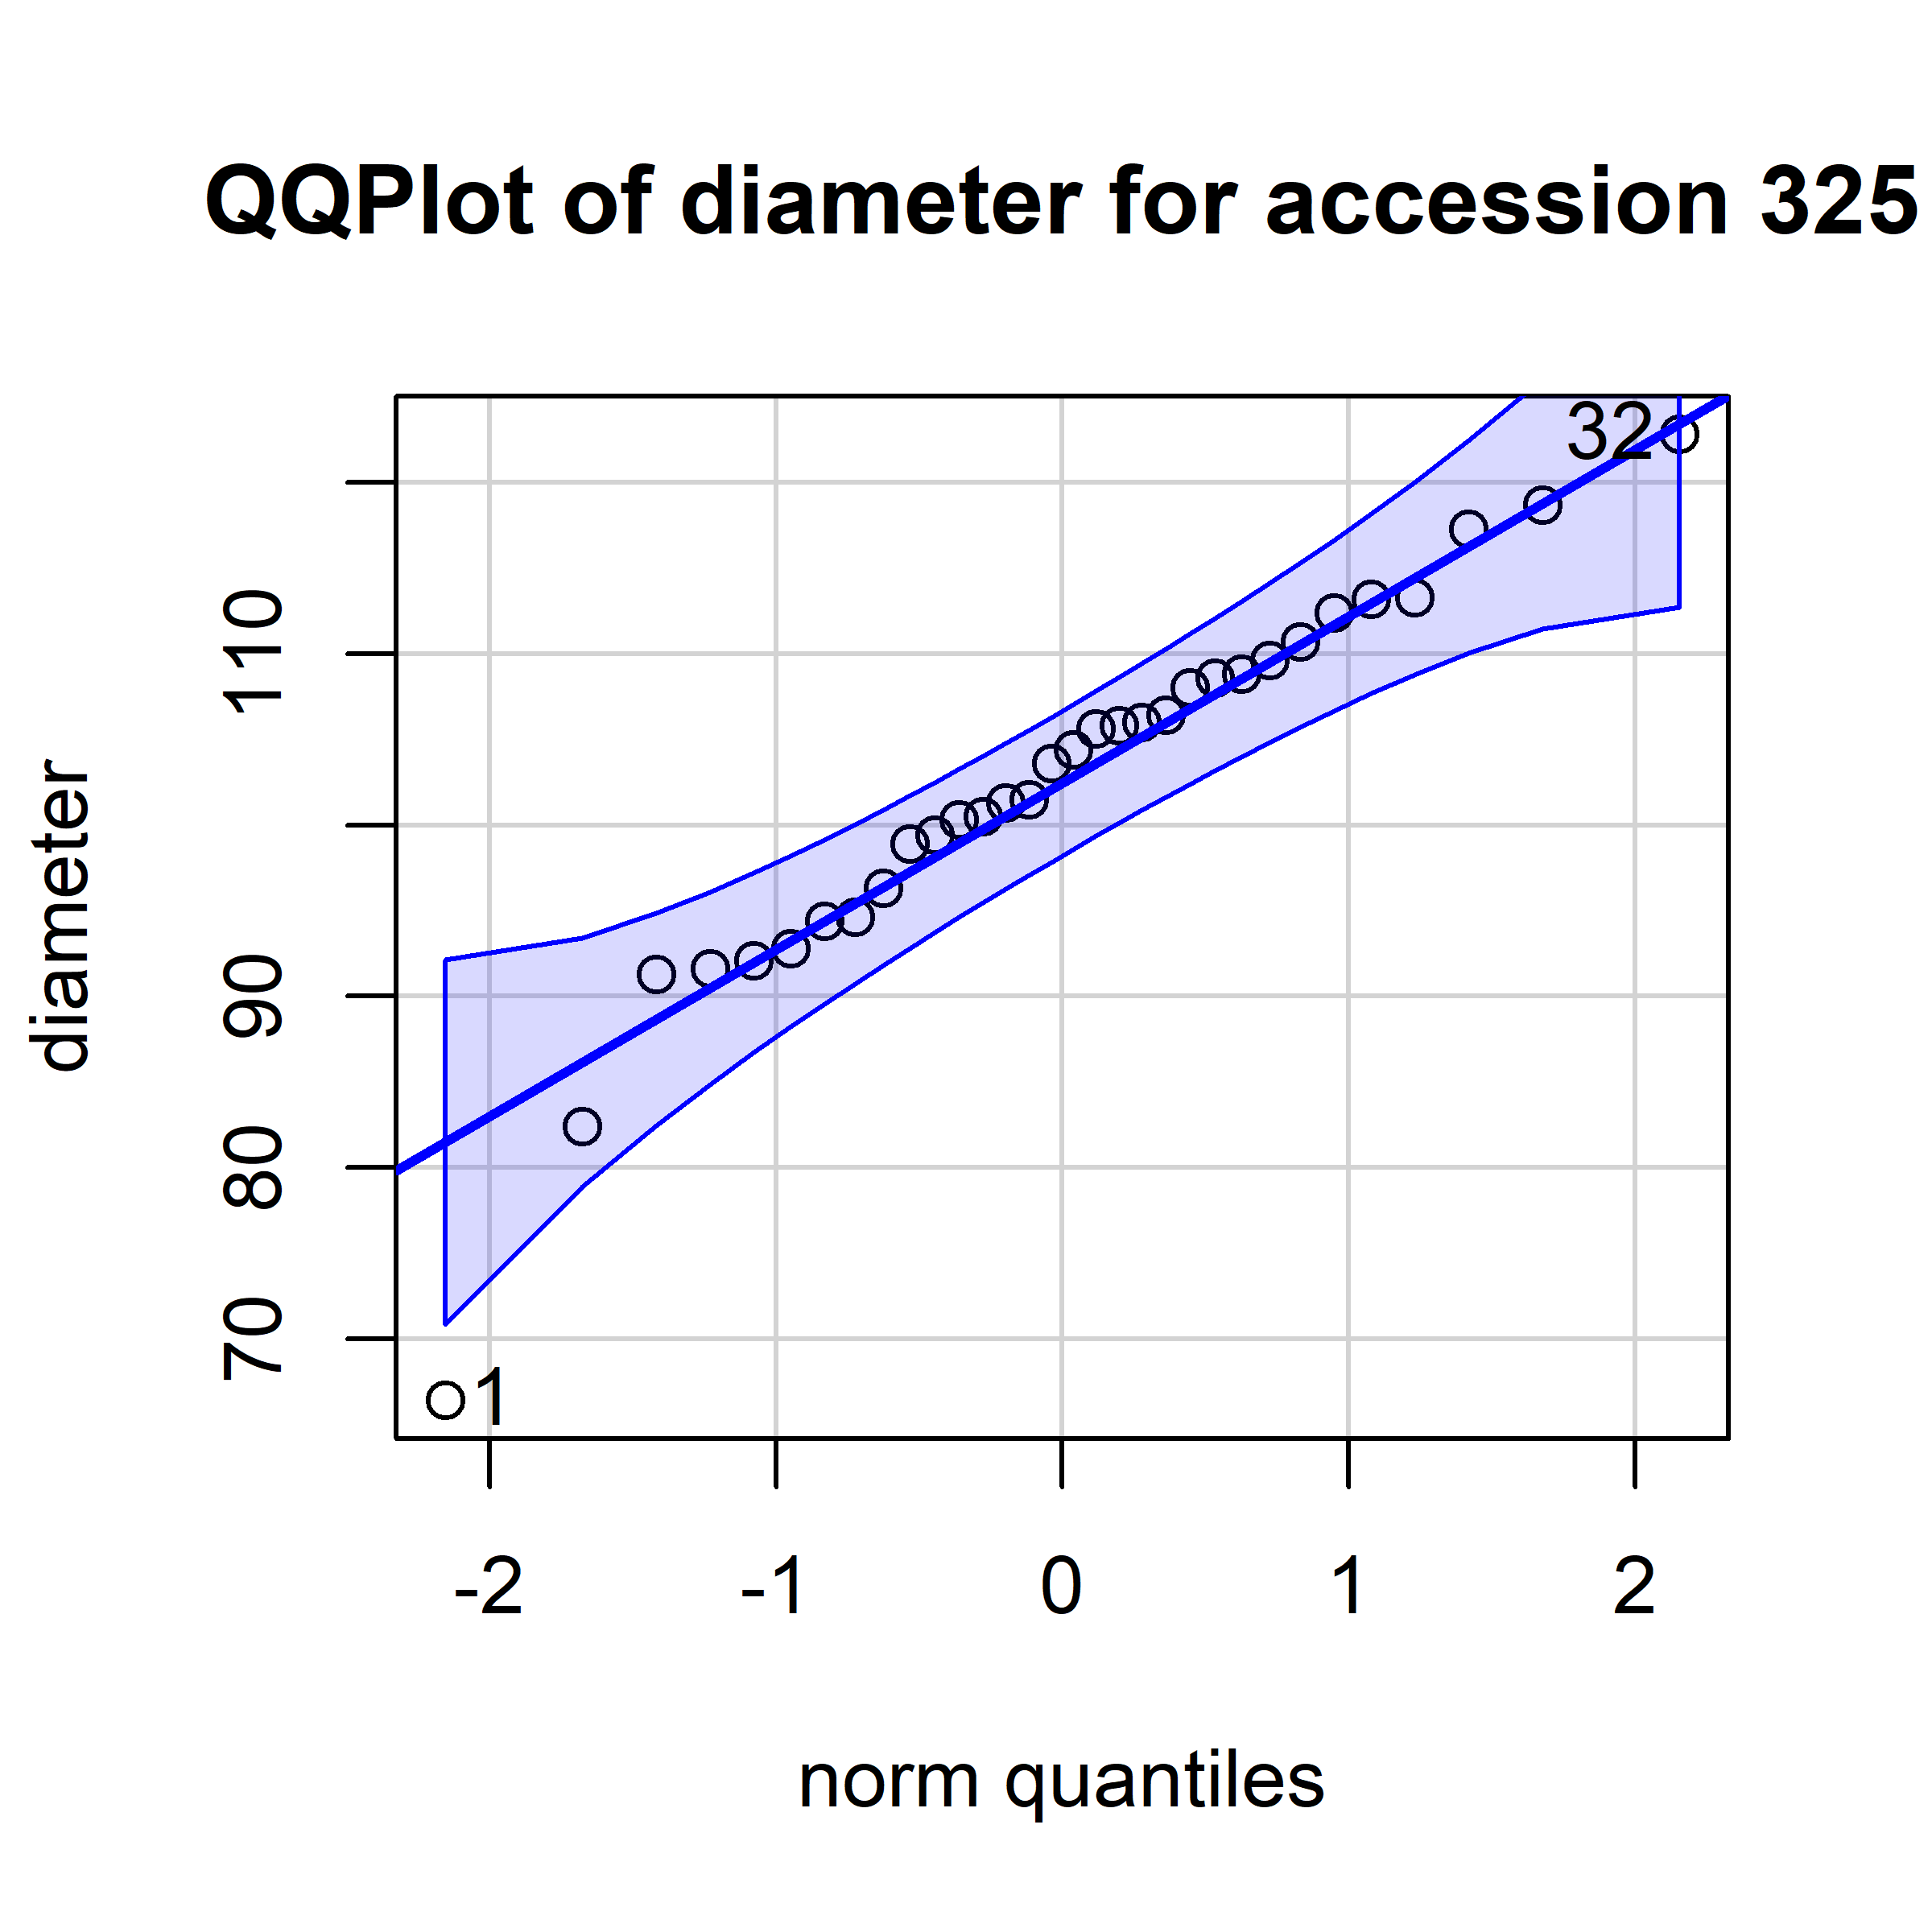 QQPlot of diameter for accession 325
32
110
90
80
70
diameter
1
-2 -1 0 1 2
norm quantiles